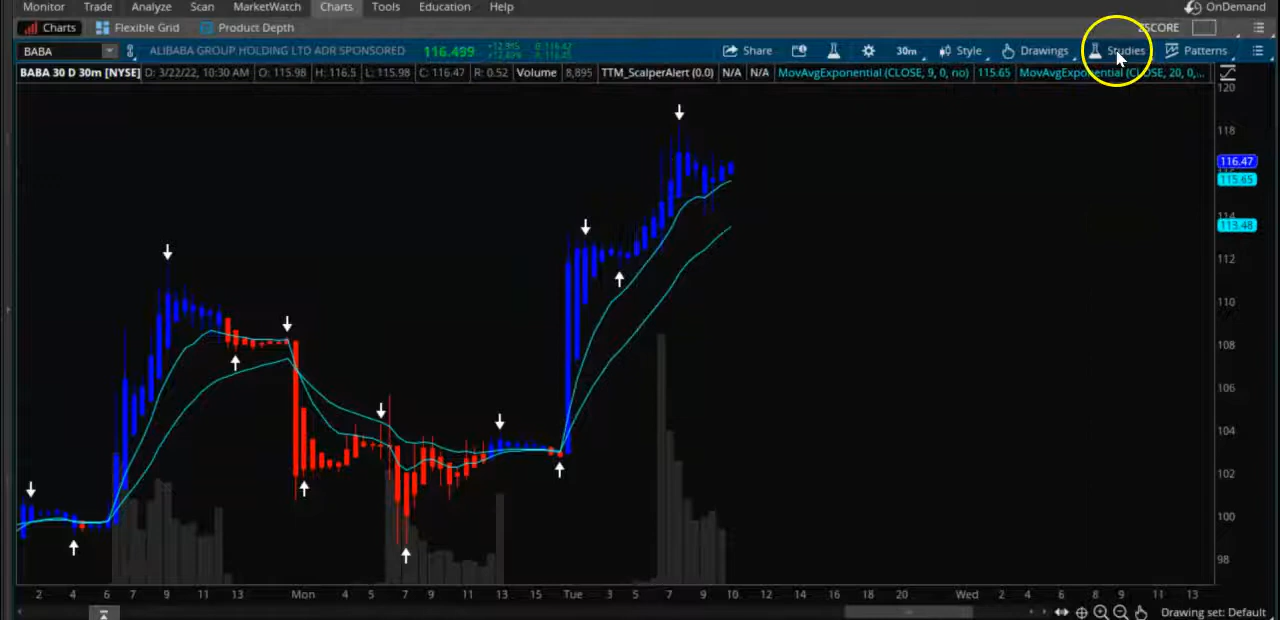 Monitor Trade Analyze Scan MarketWatch Charts Tools Education Help OnDemand
Charts Flexible Grid Product Depth ZSCORE
BABA ALIBABA GROUP HOLDING LTD ADR SPONSORED 116.499 Share 30m Style Drawings Studies Patterns
BABA 30 D 30m [NYSE] D: 3/22/22, 10:30 AM O: 115.98 H: 116.5 L: 115.98 C: 116.47 R: 0.52 Volume 8,895 TTM_ScalperAlert (0.0) N/A N/A MovAvgExponential (CLOSE, 9, 0, no) 115.65 MovAvgExponential (CLOSE, 20, 0,...
120
118
116.47
115.65
114
113.48
112
110
108
106
104
102
100
98
2 4 6 7 9 11 13 Mon 4 5 7 9 11 13 15 Tue 3 5 7 9 10 12 14 16 18 20 Wed 2 4 6 8 9 11 13
Drawing set: Default